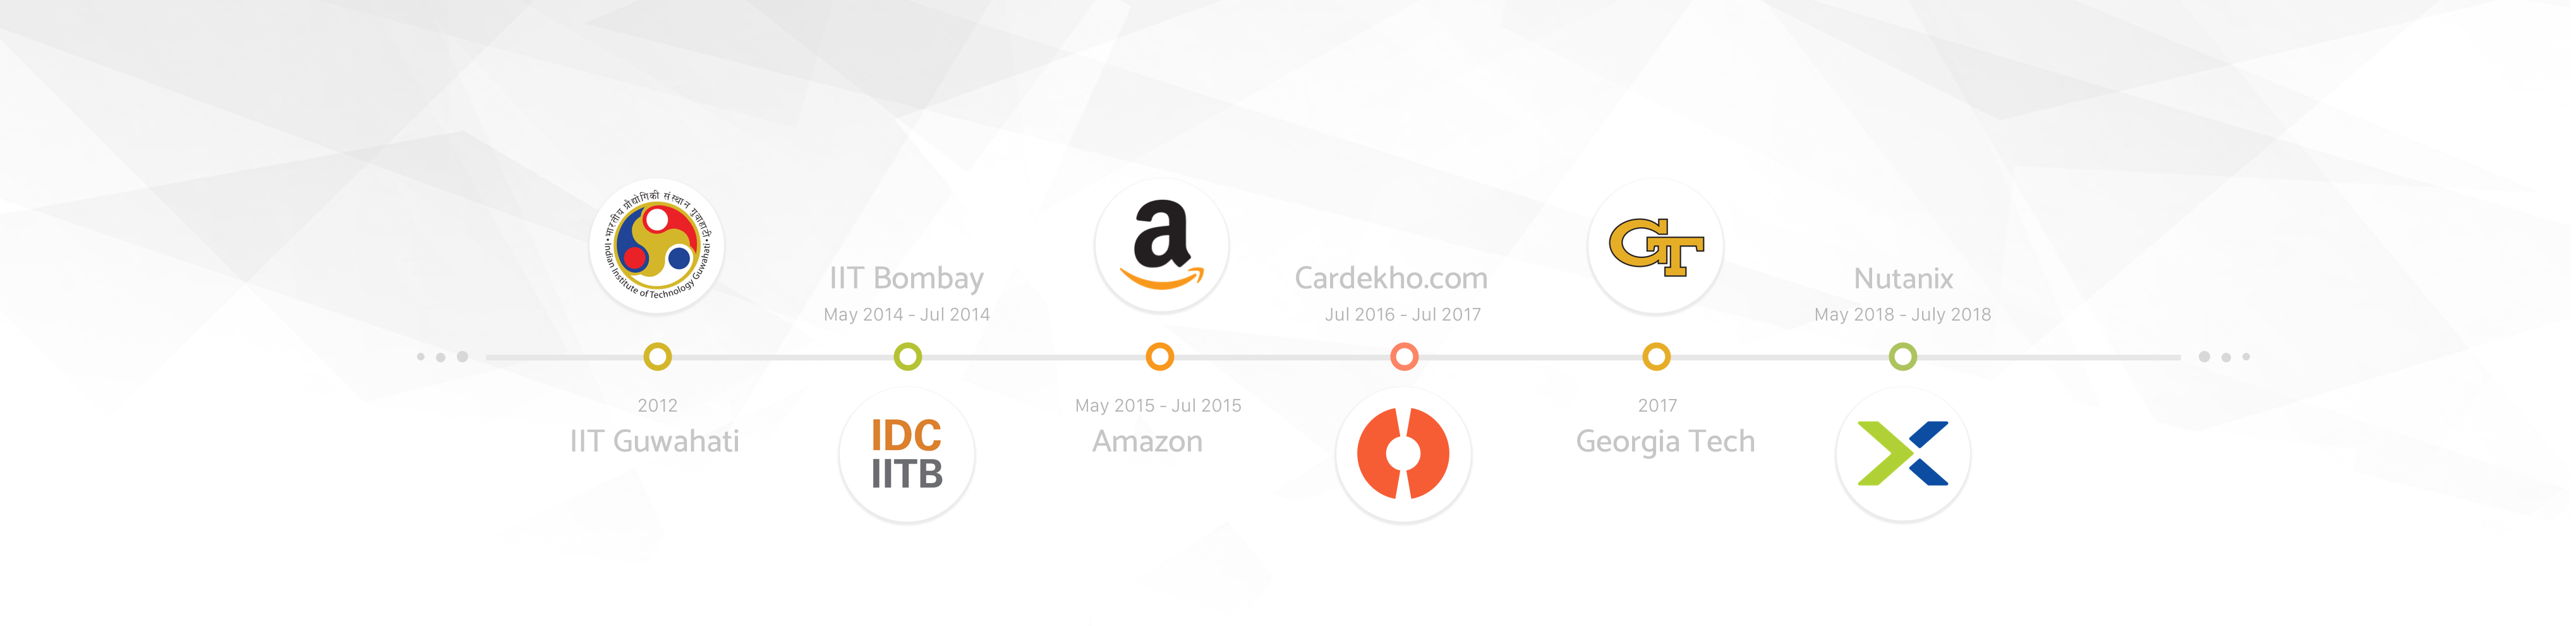 भारतीय प्रौद्योगिकी संस्थान गुवाहाटी
Indian Institute of Technology Guwahati
2012
IIT Guwahati
IIT Bombay
May 2014 - Jul 2014
IDC
IITB
a
May 2015 - Jul 2015
Amazon
Cardekho.com
Jul 2016 - Jul 2017
GT
2017
Georgia Tech
Nutanix
May 2018 - July 2018